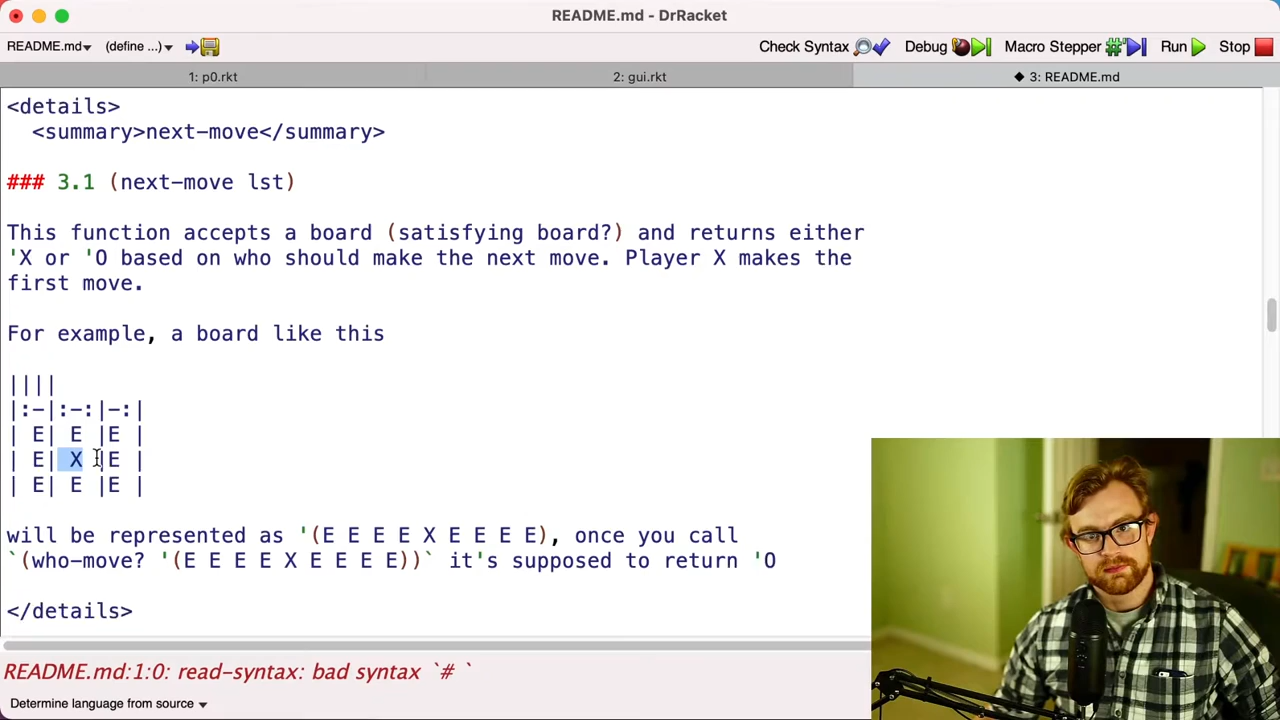 README.md - DrRacket
README.md▾ (define ...)▾ Check Syntax Debug Macro Stepper Run Stop
1: p0.rkt 2: gui.rkt ◆ 3: README.md
<details>
<summary>next-move</summary>
### 3.1 (next-move lst)
This function accepts a board (satisfying board?) and returns either
'X or 'O based on who should make the next move. Player X makes the
first move.
For example, a board like this
||||
|:-|:-:|-:|
| E| E |E |
| E| X |E |
| E| E |E |
will be represented as '(E E E E X E E E E), once you call
`(who-move? '(E E E E X E E E E))` it's supposed to return 'O
</details>
README.md:1:0: read-syntax: bad syntax `# `
Determine language from source ▾